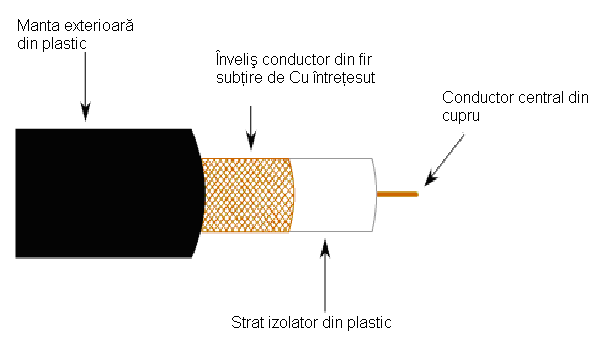 Manta exterioară
din plastic
Înveliş conductor din fir
subțire de Cu întrețesut
Conductor central din
cupru
Strat izolator din plastic